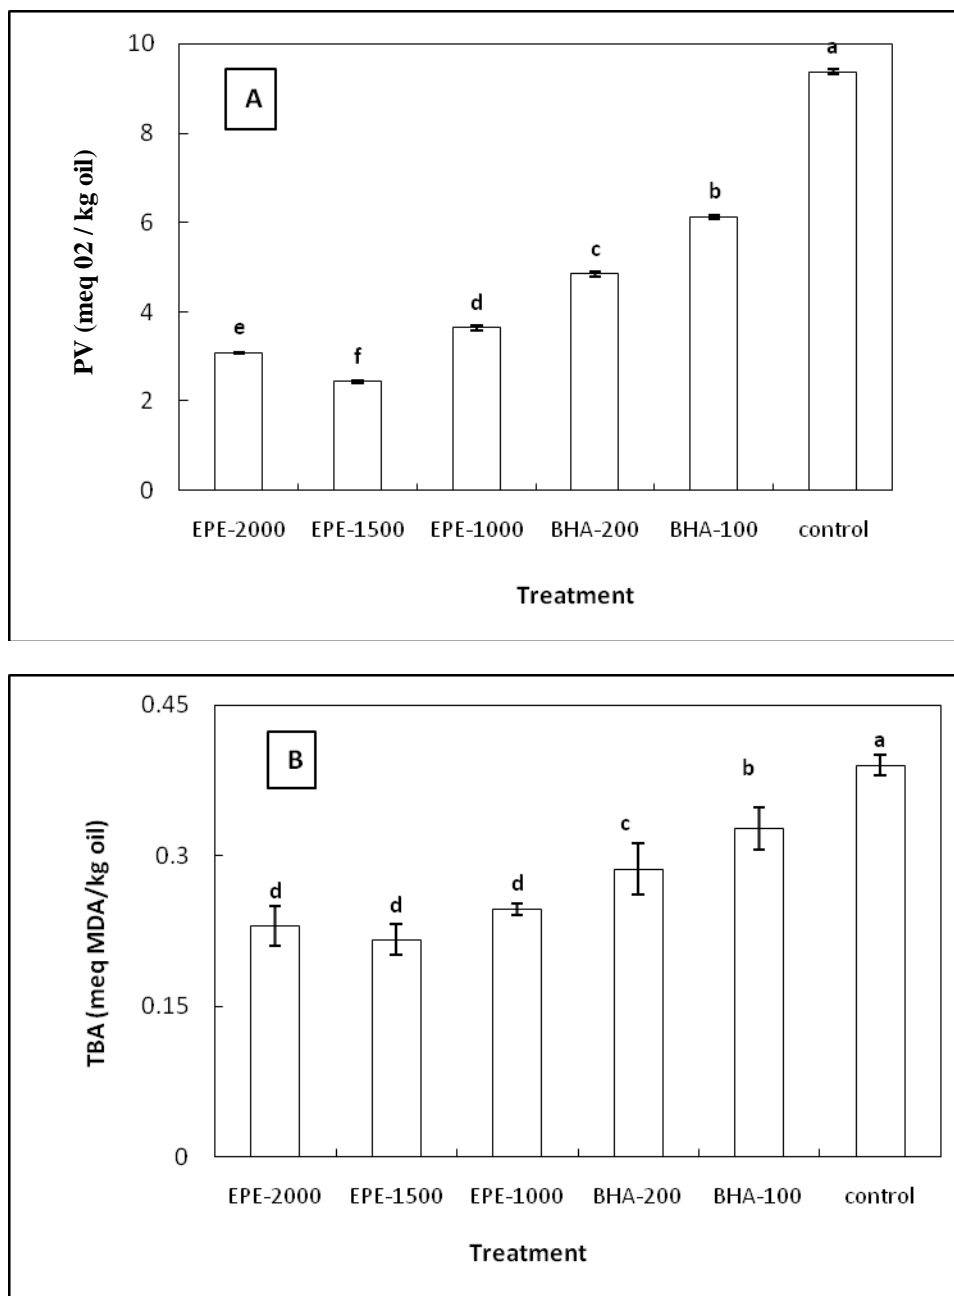 10
A
a
8
b
6
c
d
4
e
f
2
0
PV (meq 02 / kg oil)
EPE-2000 EPE-1500 EPE-1000 BHA-200 BHA-100 control
Treatment
0.45
B
a
b
c
0.3
d d d
0.15
0
TBA (meq MDA/kg oil)
EPE-2000 EPE-1500 EPE-1000 BHA-200 BHA-100 control
Treatment